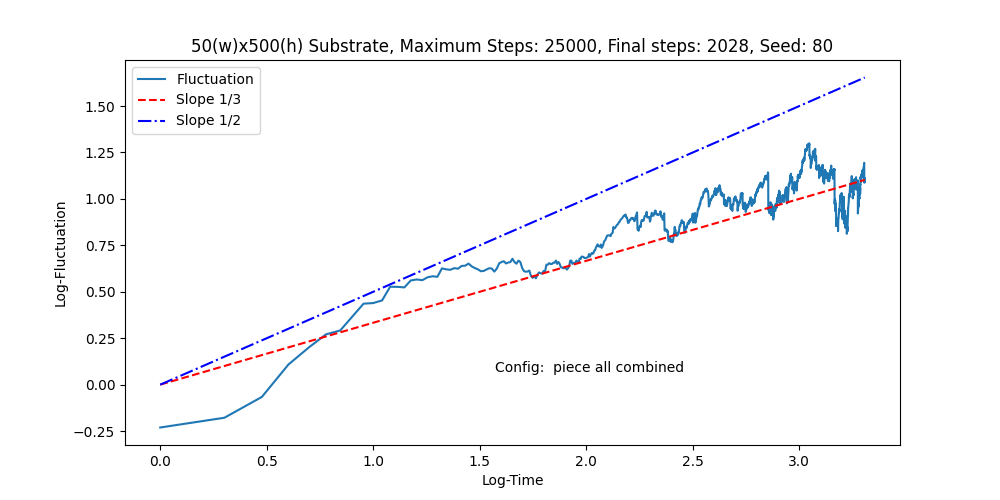 50(w)x500(h) Substrate, Maximum Steps: 25000, Final steps: 2028, Seed: 80
Fluctuation
Slope 1/3
Slope 1/2
Log-Fluctuation
1.50
1.25
1.00
0.75
0.50
0.25
0.00
−0.25
Config:  piece all combined
0.0 0.5 1.0 1.5 2.0 2.5 3.0
Log-Time